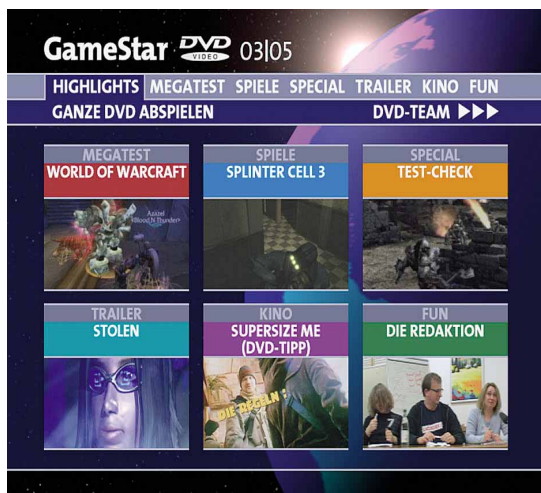 GameStar DVD VIDEO 03|05
HIGHLIGHTS MEGATEST SPIELE SPECIAL TRAILER KINO FUN
GANZE DVD ABSPIELEN DVD-TEAM
MEGATEST
WORLD OF WARCRAFT
SPIELE
SPLINTER CELL 3
SPECIAL
TEST-CHECK
Azazel
TRAILER
STOLEN
KINO
SUPERSIZE ME
(DVD-TIPP)
DIE REGELN :
FUN
DIE REDAKTION
7